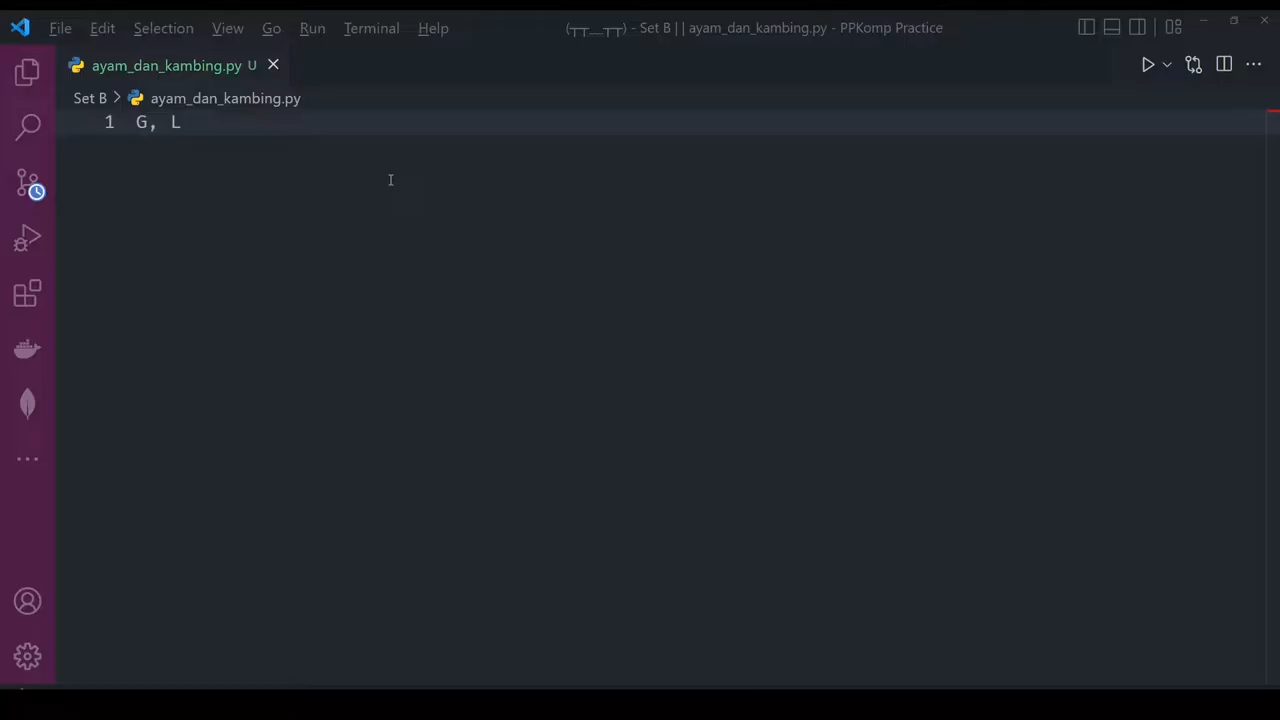 File Edit Selection View Go Run Terminal Help (┬┬﹏┬┬) - Set B || ayam_dan_kambing.py - PPKomp Practice
ayam_dan_kambing.py U
Set B > ayam_dan_kambing.py
1 G, L